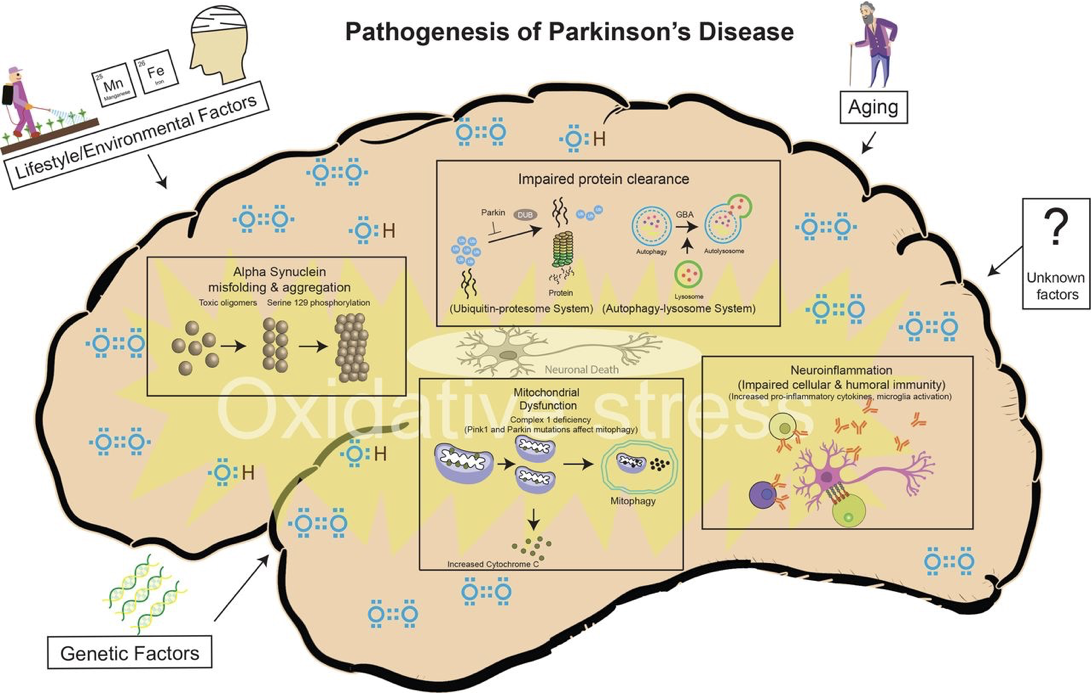 Pathogenesis of Parkinson's Disease
25
Mn
Manganese
26
Fe
Iron
Lifestyle/Environmental Factors
Aging
?
Unknown
factors
Genetic Factors
Impaired protein clearance
Parkin
DUB
Protein
(Ubiquitin-protesome System)
GBA
Autophagy
Autolysosome
Lysosome
(Autophagy-lysosome System)
Alpha Synuclein
misfolding & aggregation
Toxic oligomers Serine 129 phosphorylation
Neuronal Death
Oxidative stress
Mitochondrial
Dysfunction
Complex 1 deficiency
(Pink1 and Parkin mutations affect mitophagy)
Mitophagy
Increased Cytochrome C
Neuroinflammation
(Impaired cellular & humoral immunity)
(Increased pro-inflammatory cytokines, microglia activation)
O::O
O::O
O:H
O::O
O::O
O:H
O::O
O::O
O::O
O::O
O::O
O:H
O:H
O::O
O::O
O::O
O::O